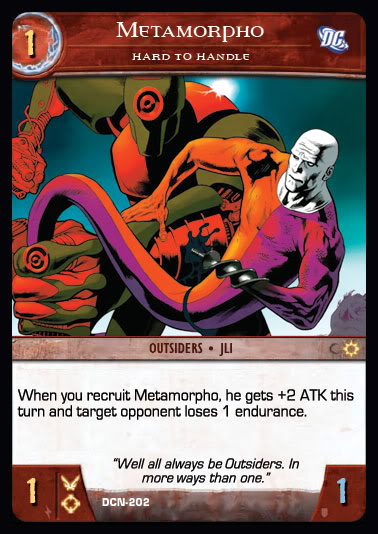 1
METAMORPHO
HARD TO HANDLE
DC
OUTSIDERS • JLI
C
When you recruit Metamorpho, he gets +2 ATK this
turn and target opponent loses 1 endurance.
“Well all always be Outsiders. In
more ways than one.”
1
DCN-202
1